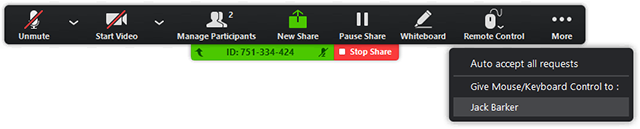 2
Unmute Start Video Manage Participants New Share Pause Share Whiteboard Remote Control More
ID: 751-334-424 Stop Share
Auto accept all requests
Give Mouse/Keyboard Control to :
Jack Barker